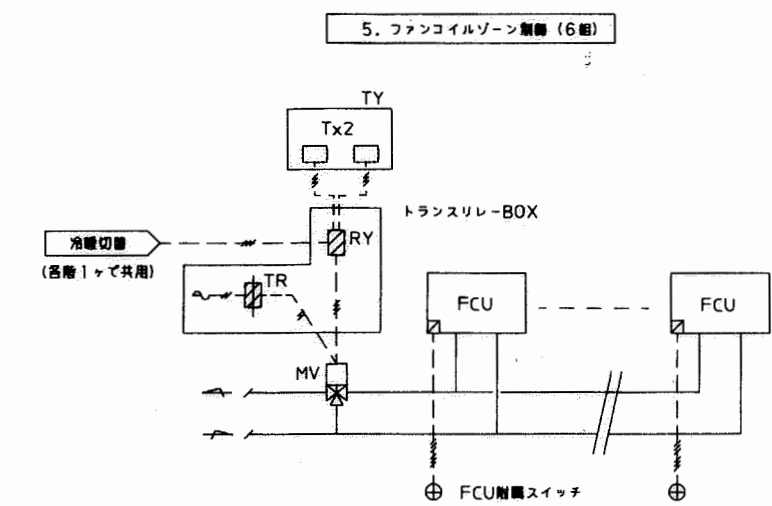 5. ファンコイルゾーン制御 (6組)
TY
Tx2
トランスリレーBOX
冷暖切替
RY
(各階1ケで共用)
TR
FCU
FCU
MV
FCU附属スイッチ